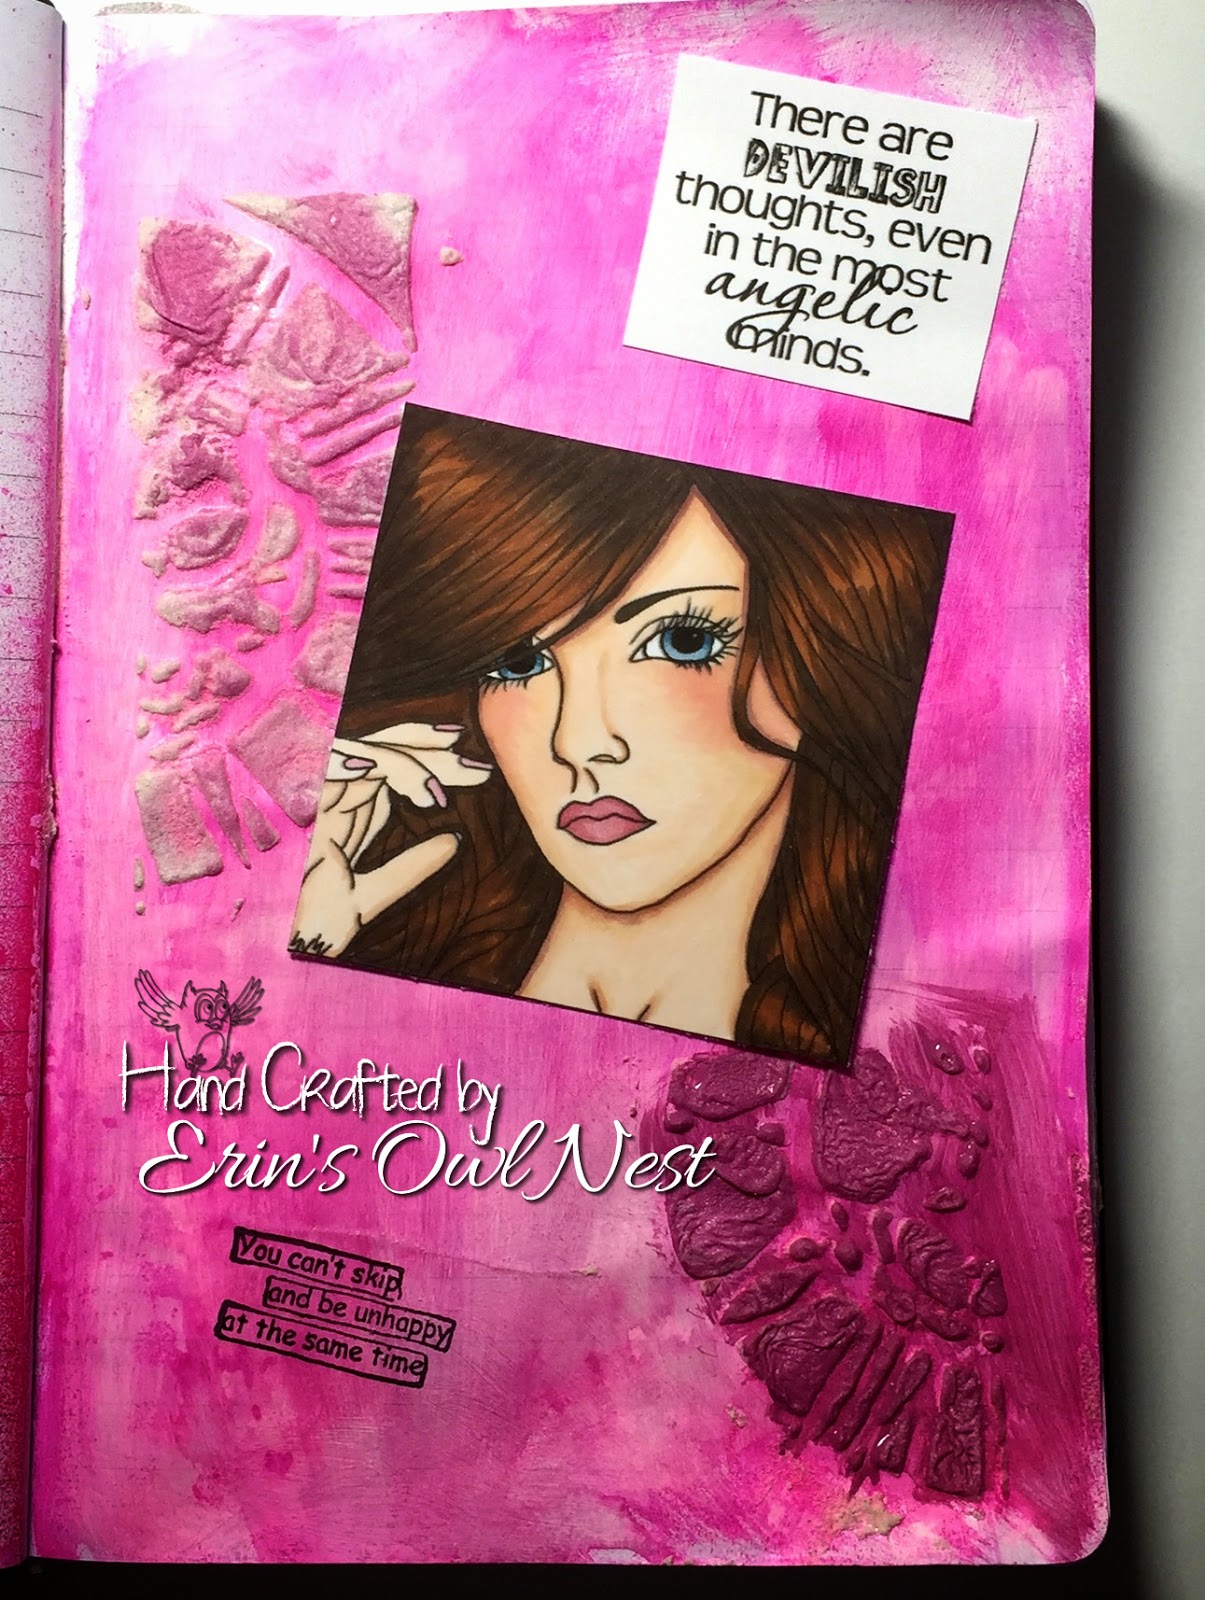 There are
DEVILISH
thoughts, even
in the most
angelic
minds.
Hand Crafted by
Erin's Owl Nest
You can't skip
and be unhappy
at the same time